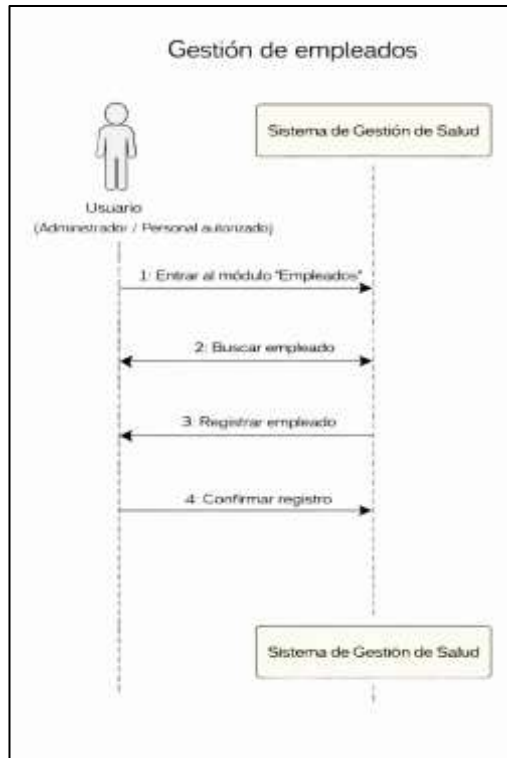 Gestión de empleados
Sistema de Gestión de Salud
Usuario
(Administrador / Personal autorizado)
1: Entrar al módulo "Empleados"
2: Buscar empleado
3: Registrar empleado
4: Confirmar registro
Sistema de Gestión de Salud